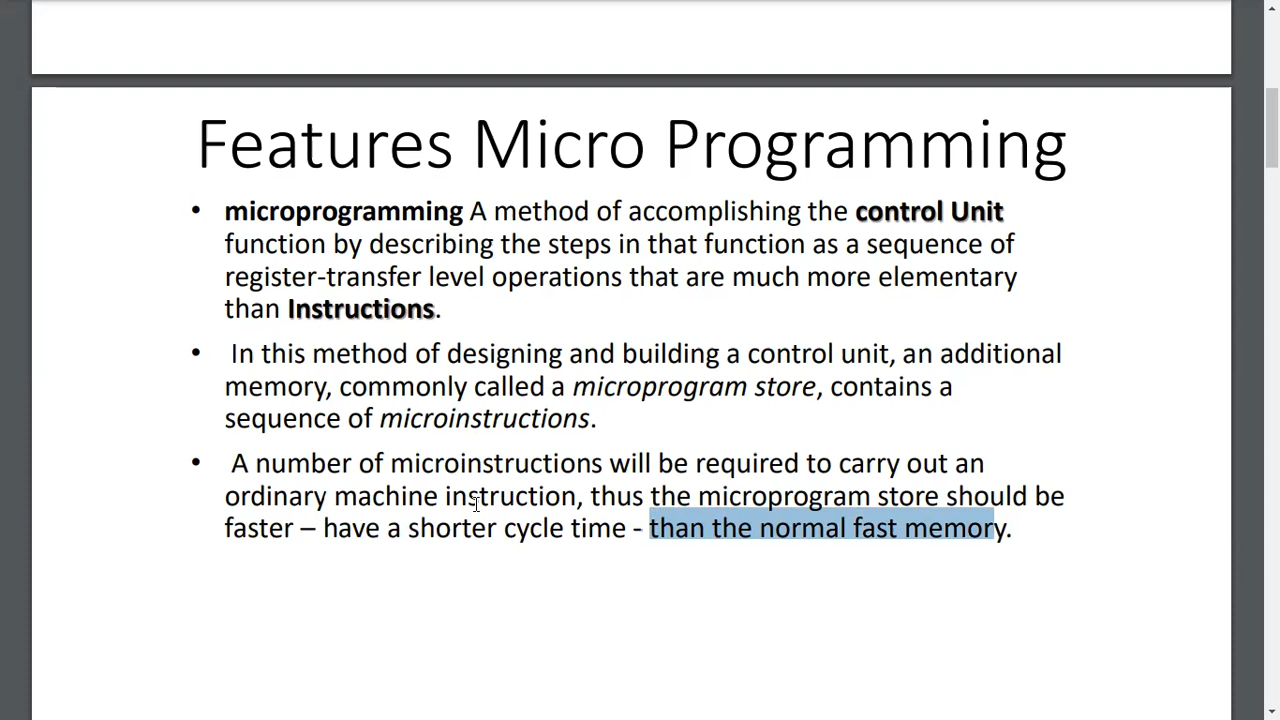 Features Micro Programming
• microprogramming A method of accomplishing the control Unit
function by describing the steps in that function as a sequence of
register-transfer level operations that are much more elementary
than Instructions.
• In this method of designing and building a control unit, an additional
memory, commonly called a microprogram store, contains a
sequence of microinstructions.
• A number of microinstructions will be required to carry out an
ordinary machine instruction, thus the microprogram store should be
faster – have a shorter cycle time - than the normal fast memory.